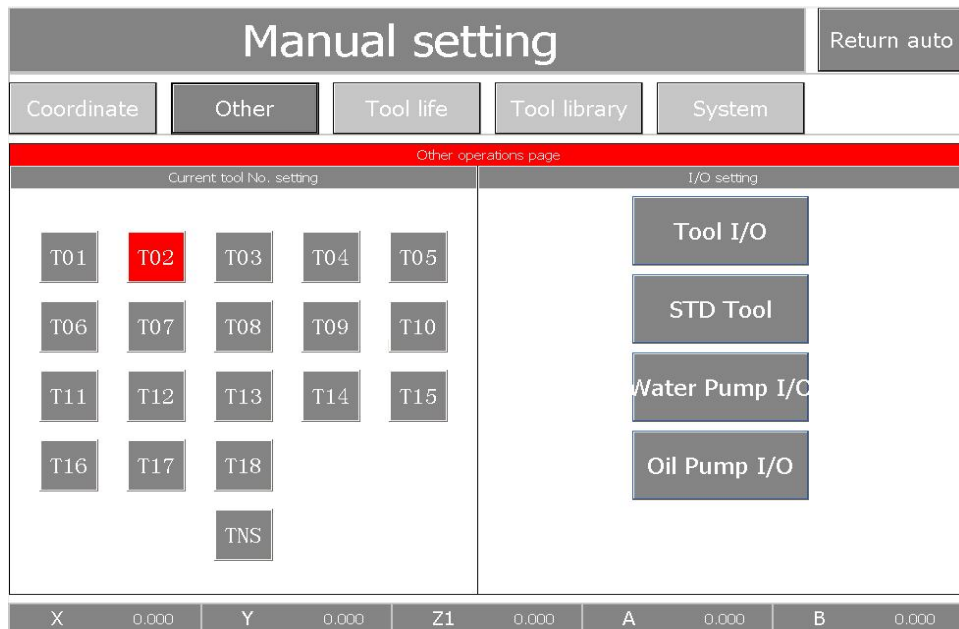 Manual setting
Return auto
Coordinate Other Tool life Tool library System
Other operations page
Current tool No. setting
I/O setting
T01 T02 T03 T04 T05
T06 T07 T08 T09 T10
T11 T12 T13 T14 T15
T16 T17 T18
TNS
Tool I/O
STD Tool
Water Pump I/O
Oil Pump I/O
X 0.000 Y 0.000 Z1 0.000 A 0.000 B 0.000